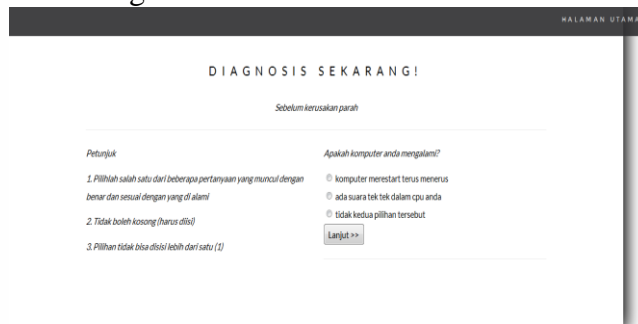 HALAMAN UTAMA
DIAGNOSIS SEKARANG!
Sebelum kerusakan parah
Petunjuk
1. Pilihlah salah satu dari beberapa pertanyaan yang muncul dengan
benar dan sesuai dengan yang di alami
2. Tidak boleh kosong (harus diisi)
3. Pilihan tidak bisa disisi lebih dari satu (1)
Apakah komputer anda mengalami?
komputer merestart terus menerus
ada suara tek tek dalam cpu anda
tidak kedua pilihan tersebut
Lanjut >>